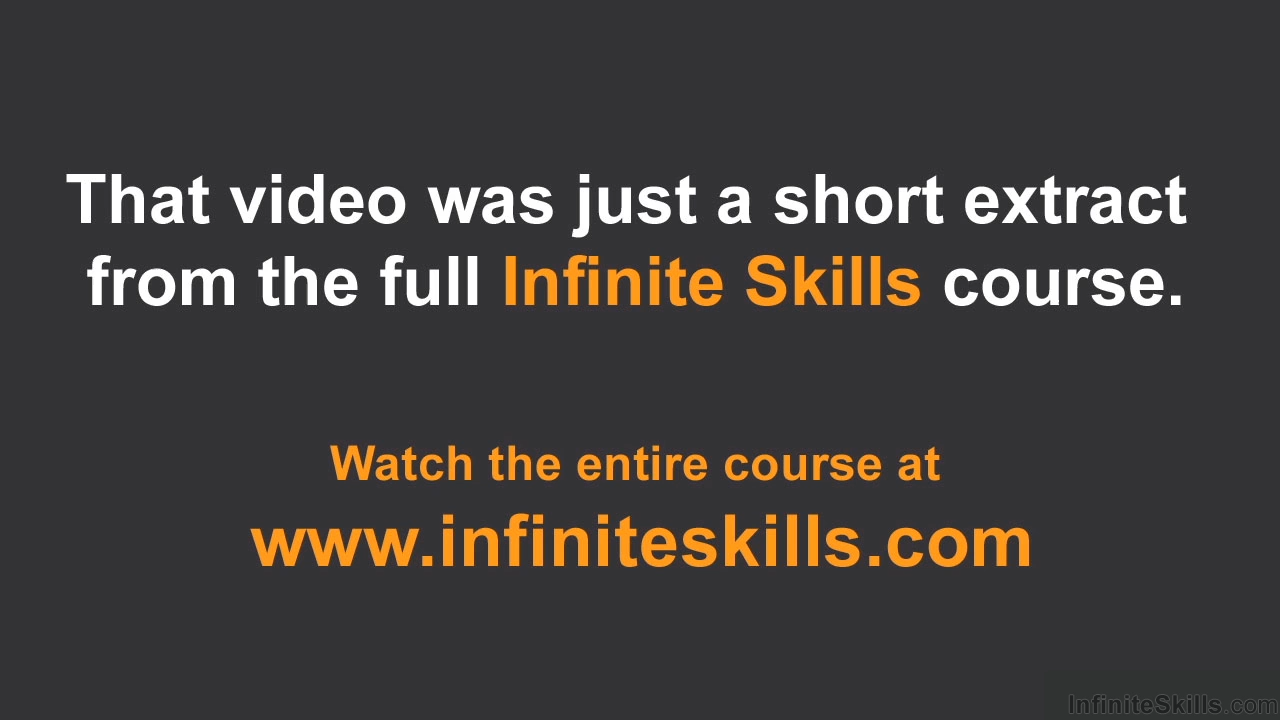 That video was just a short extract
from the full Infinite Skills course.
Watch the entire course at
www.infiniteskills.com
InfiniteSkills.com